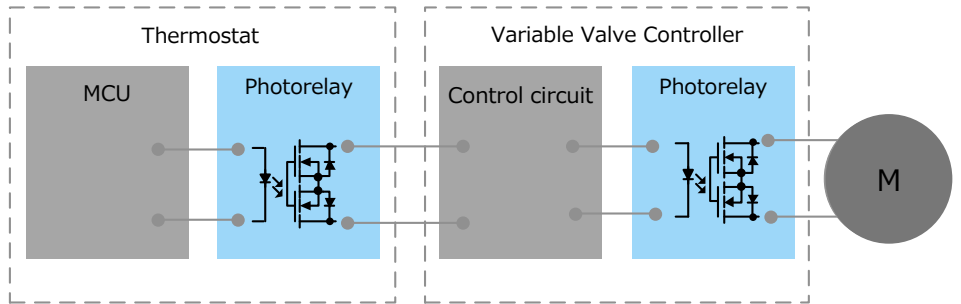 Thermostat
MCU
Photorelay
Variable Valve Controller
Control circuit
Photorelay
M